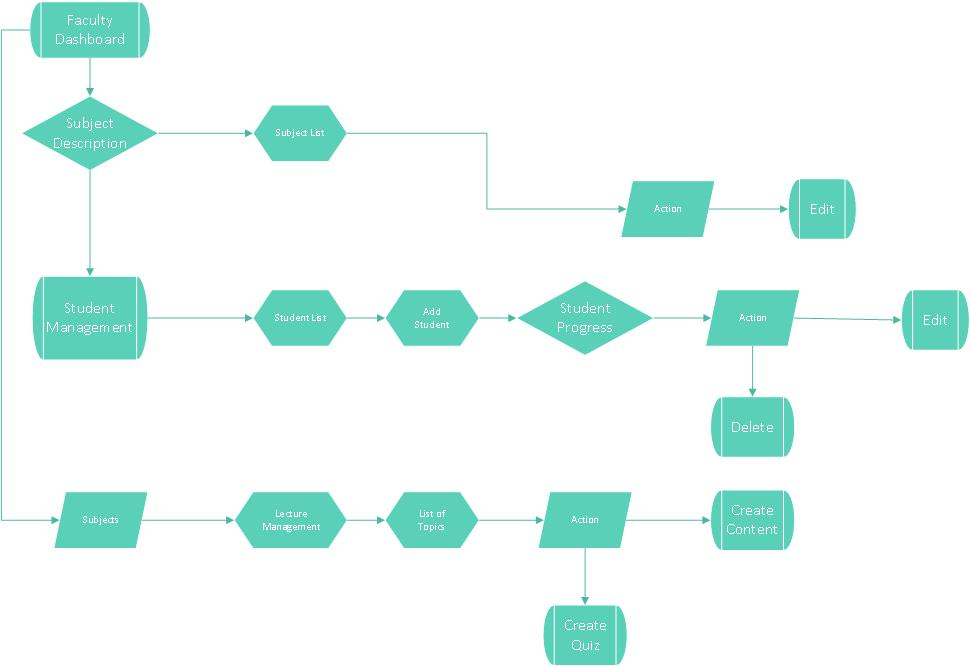 Faculty
Dashboard
Subject
Description
Subject List
Action
Edit
Student
Management
Student List
Add
Student
Student
Progress
Action
Edit
Delete
Subjects
Lecture
Management
List of
Topics
Action
Create
Content
Create
Quiz